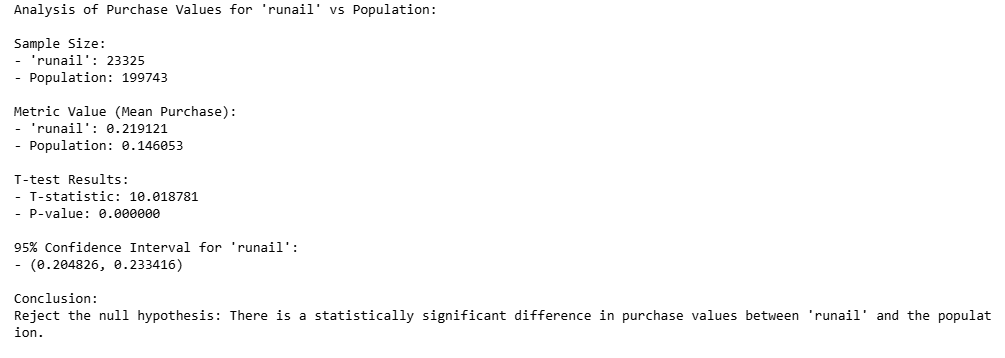 Analysis of Purchase Values for 'runail' vs Population:
Sample Size:
- 'runail': 23325
- Population: 199743
Metric Value (Mean Purchase):
- 'runail': 0.219121
- Population: 0.146053
T-test Results:
- T-statistic: 10.018781
- P-value: 0.000000
95% Confidence Interval for 'runail':
- (0.204826, 0.233416)
Conclusion:
Reject the null hypothesis: There is a statistically significant difference in purchase values between 'runail' and the populat
ion.